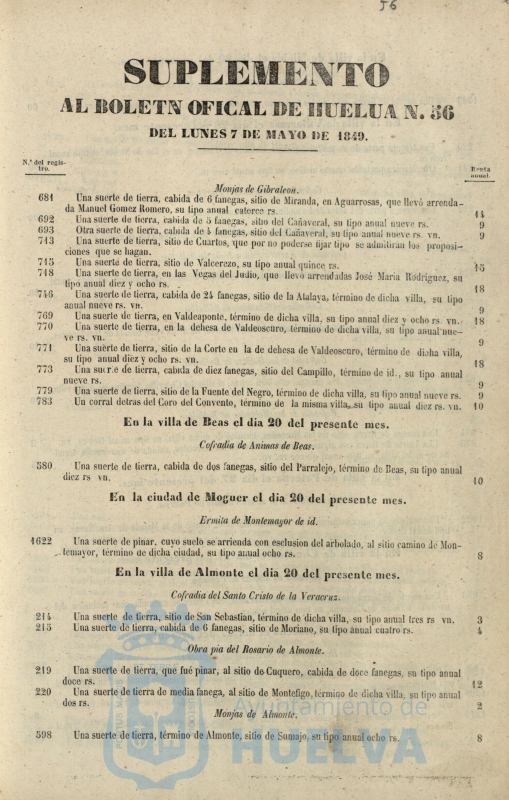 56
SUPLEMENTO
AL BOLETN OFICAL DE HUELUA N. 56
DEL LUNES 7 DE MAYO DE 1849.
N.º del regis-
tro.
Renta
anual.
Monjas de Gibraleon.
681 Una suerte de tierra, cabida de 6 fanegas, sitio de Miranda, en Aguarrosas, que llevó arrenda-
da Manuel Gomez Romero, su tipo anual catorce rs. 14
692 Una suerte de tierra, cabida de 5 fanegas, sitio del Cañaveral, su tipo anual nueve rs. 9
693 Otra suerte de tierra, cabida de 4 fanegas, sitio del Cañaveral, su tipo anual nueve rs. vn. 9
713 Una suerte de tierra, sitio de Cuartos, que por no poderse fijar tipo se admitiran los proposi-
ciones que se hagan.
715 Una suerte de tierra, sitio de Valcerezo, su tipo anual quince rs. 15
718 Una suerte de tierra, en las Vegas del Judio, que llevó arrendadas José Maria Rodriguez, su
tipo anual diez y ocho rs. 18
746 Una suerte de tierra, cabida de 24 fanegas, sitio de la Atalaya, término de dicha villa, su tipo
anual nueve rs. vn. 9
769 Una suerte de tierra, en Valdeaponte, término de dicha villa, su tipo anual diez y ocho rs. vn. 18
770 Una suerte de tierra, en la dehesa de Valdeoscuro, término de dicha villa, su tipo anual nue-
ve rs. vn. 9
771 Una suerte de tierra, sitio de la Corte en la de dehesa de Valdeoscuro, término de dicha villa,
su tipo anual diez y ocho rs. vn. 18
773 Una suerte de tierra, cabida de diez fanegas, sitio del Campillo, término de id., su tipo anual
nueve rs. 9
779 Una suerte de tierra, sitio de la Fuente del Negro, término de dicha villa, su tipo anual nueve rs. 9
783 Un corral detras del Coro del Convento, término de la misma villa, su tipo anual diez rs. vn. 10
En la villa de Beas el dia 20 del presente mes.
Cofradia de Animas de Beas.
580 Una suerte de tierra, cabida de dos fanegas, sitio del Parralejo, término de Beas, su tipo anual
diez rs vn. 10
En la ciudad de Moguer el dia 20 del presente mes.
Ermita de Montemayor de id.
1622 Una suerte de pinar, cuyo suelo se arrienda con esclusion del arbolado, al sitio camino de Mon-
temayor, término de dicha ciudad, su tipo anual ocho rs. 8
En la villa de Almonte el dia 20 del presente mes.
Cofradia del Santo Cristo de la Veracruz.
214 Una suerte de tierra, sitio de San Sebastian, término de dicha villa, su tipo anual tres rs vn. 3
215 Una suerte de tierra, cabida de 6 fanegas, sitio de Moriano, su tipo anual cuatro rs. 4
Obra pia del Rosario de Almonte.
219 Una suerte de tierra, que fué pinar, al sitio de Cuquero, cabida de doce fanegas, su tipo anual
doce rs. 12
220 Una suerte de tierra de media fanega, al sitio de Montefigo, término de dicha villa, su tipo anual
dos rs. 2
Monjas de Almonte.
598 Una suerte de tierra, término de Almonte, sitio de Sumajo, su tipo anual ocho rs. 8
Ayuntamiento de
HUELVA